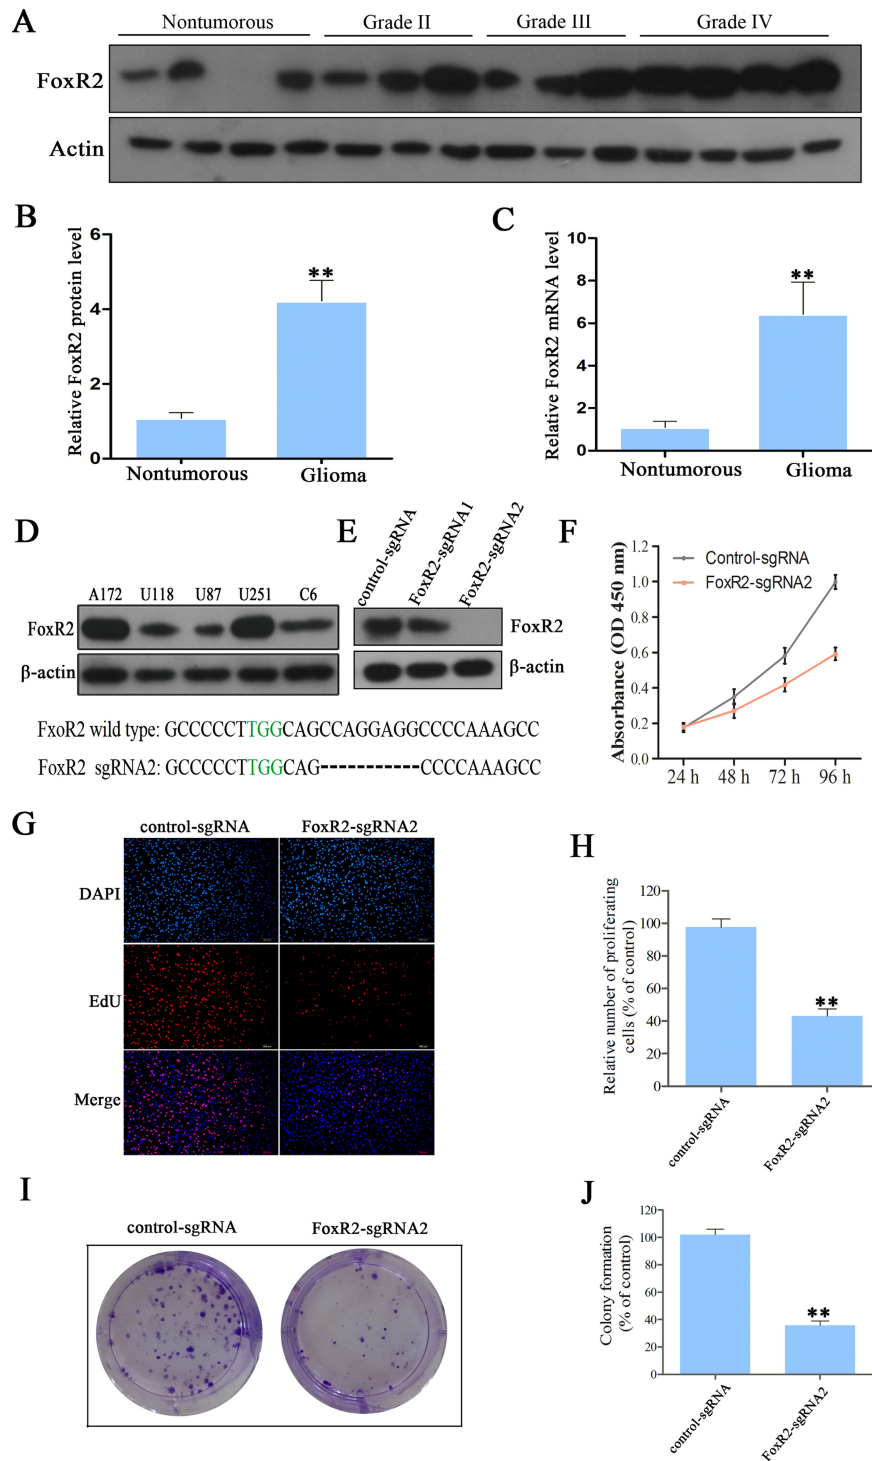 A
Nontumorous Grade II Grade III Grade IV
FoxR2
Actin
B
Relative FoxR2 protein level
6
4
2
0
**
Nontumorous Glioma
C
Relative FoxR2 mRNA level
10
8
6
4
2
0
**
Nontumorous Glioma
D
A172 U118 U87 U251 C6
FoxR2
β-actin
E
control-sgRNA
FoxR2-sgRNA1
FoxR2-sgRNA2
FoxR2
β-actin
FxoR2 wild type: GCCCCCTTGGCAGCCAGGAGGCCCCAAAGCC
FoxR2 sgRNA2: GCCCCCTTGGCAG----------CCCCAAAGCC
F
Absorbance (OD 450 nm)
1.2
1.0
0.8
0.6
0.4
0.2
0.0
Control-sgRNA
FoxR2-sgRNA2
24 h 48 h 72 h 96 h
G
control-sgRNA FoxR2-sgRNA2
DAPI
EdU
Merge
H
Relative number of proliferating
cells (% of control)
120
100
80
60
40
20
0
**
control-sgRNA
FoxR2-sgRNA2
I
control-sgRNA FoxR2-sgRNA2
J
Colony formation
(% of control)
120
100
80
60
40
20
0
**
control-sgRNA
FoxR2-sgRNA2